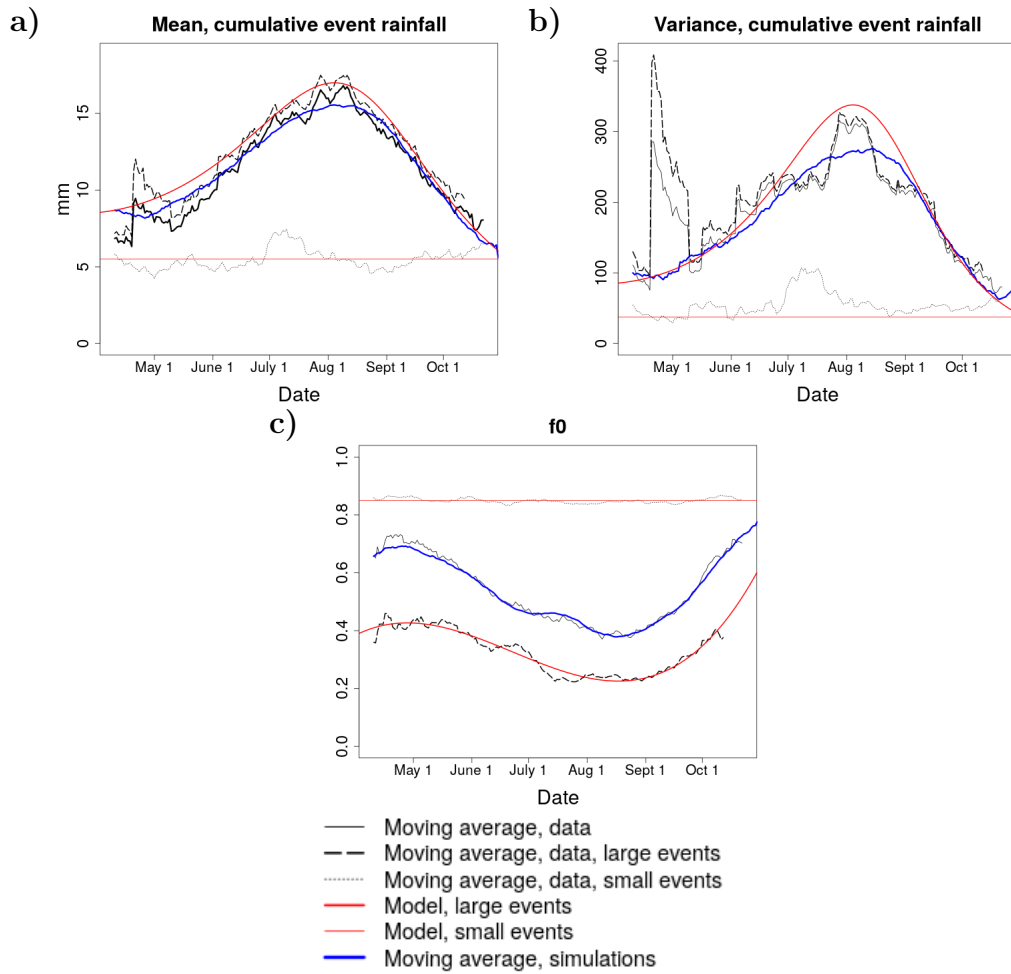 a)
Mean, cumulative event rainfall
mm
15
10
5
0
May 1 June 1 July 1 Aug 1 Sept 1 Oct 1
Date
b)
Variance, cumulative event rainfall
400
300
200
100
0
May 1 June 1 July 1 Aug 1 Sept 1 Oct 1
Date
c)
f0
1.0
0.8
0.6
0.4
0.2
0.0
May 1 June 1 July 1 Aug 1 Sept 1 Oct 1
Date
Moving average, data
Moving average, data, large events
Moving average, data, small events
Model, large events
Model, small events
Moving average, simulations